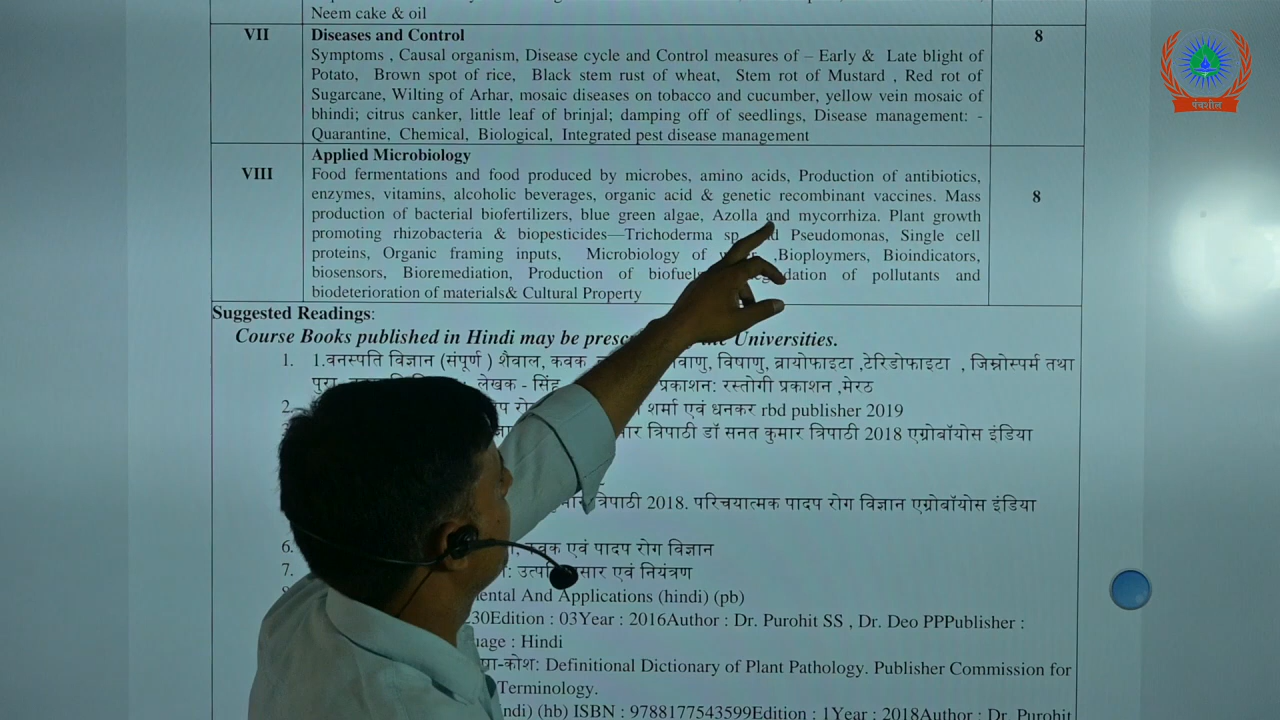 Neem cake & oil
VII Diseases and Control 8
Symptoms , Causal organism, Disease cycle and Control measures of – Early & Late blight of
Potato, Brown spot of rice, Black stem rust of wheat, Stem rot of Mustard , Red rot of
Sugarcane, Wilting of Arhar, mosaic diseases on tobacco and cucumber, yellow vein mosaic of
bhindi; citrus canker, little leaf of brinjal; damping off of seedlings, Disease management: -
Quarantine, Chemical, Biological, Integrated pest disease management
Applied Microbiology
VIII Food fermentations and food produced by microbes, amino acids, Production of antibiotics,
enzymes, vitamins, alcoholic beverages, organic acid & genetic recombinant vaccines. Mass 8
production of bacterial biofertilizers, blue green algae, Azolla and mycorrhiza. Plant growth
promoting rhizobacteria & biopesticides—Trichoderma sp. Pseudomonas, Single cell
proteins, Organic framing inputs, Microbiology of ,Bioploymers, Bioindicators,
biosensors, Bioremediation, Production of of pollutants and
biodeterioration of materials& Cultural Property
Suggested Readings:
Course Books published in Hindi may be Universities.
1. 1.वनस्पति विज्ञान (संपूर्ण ) शैवाल, कवक विषाणु, ब्रायोफाइटा ,टेरिडोफाइटा , जिम्नोस्पर्म तथा
लेखक - सिंह प्रकाशन: रस्तोगी प्रकाशन ,मेरठ
2. शर्मा एवं धनकर rbd publisher 2019
त्रिपाठी डॉ सनत कुमार त्रिपाठी 2018 एग्रोबॉयोस इंडिया
त्रिपाठी 2018. परिचयात्मक पादप रोग विज्ञान एग्रोबॉयोस इंडिया
6. कवक एवं पादप रोग विज्ञान
7. एवं नियंत्रण
And Applications (hindi) (pb)
Edition : 03Year : 2016Author : Dr. Purohit SS , Dr. Deo PPPublisher :
: Hindi
Definitional Dictionary of Plant Pathology. Publisher Commission for
Terminology.
(hb) ISBN : 9788177543599Edition : 1Year : 2018Author : Dr. Purohit
पंचशील